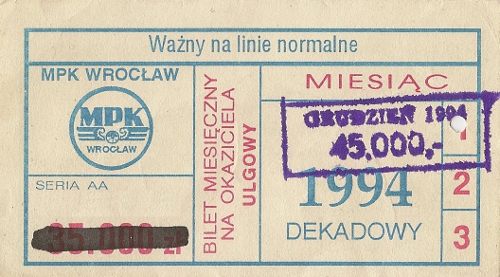 Ważny na linie normalne
MPK WROCŁAW
MPK
WROCŁAW
SERIA AA
35.000 zł
BILET MIESIĘCZNY
NA OKAZICIELA
ULGOWY
MIESIĄC
GRUDZIEŃ 1994
45.000,-
1994
DEKADOWY
1
2
3